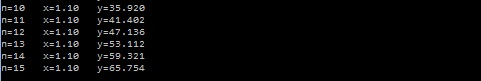 n=10 x=1.10 y=35.920
n=11 x=1.10 y=41.402
n=12 x=1.10 y=47.136
n=13 x=1.10 y=53.112
n=14 x=1.10 y=59.321
n=15 x=1.10 y=65.754